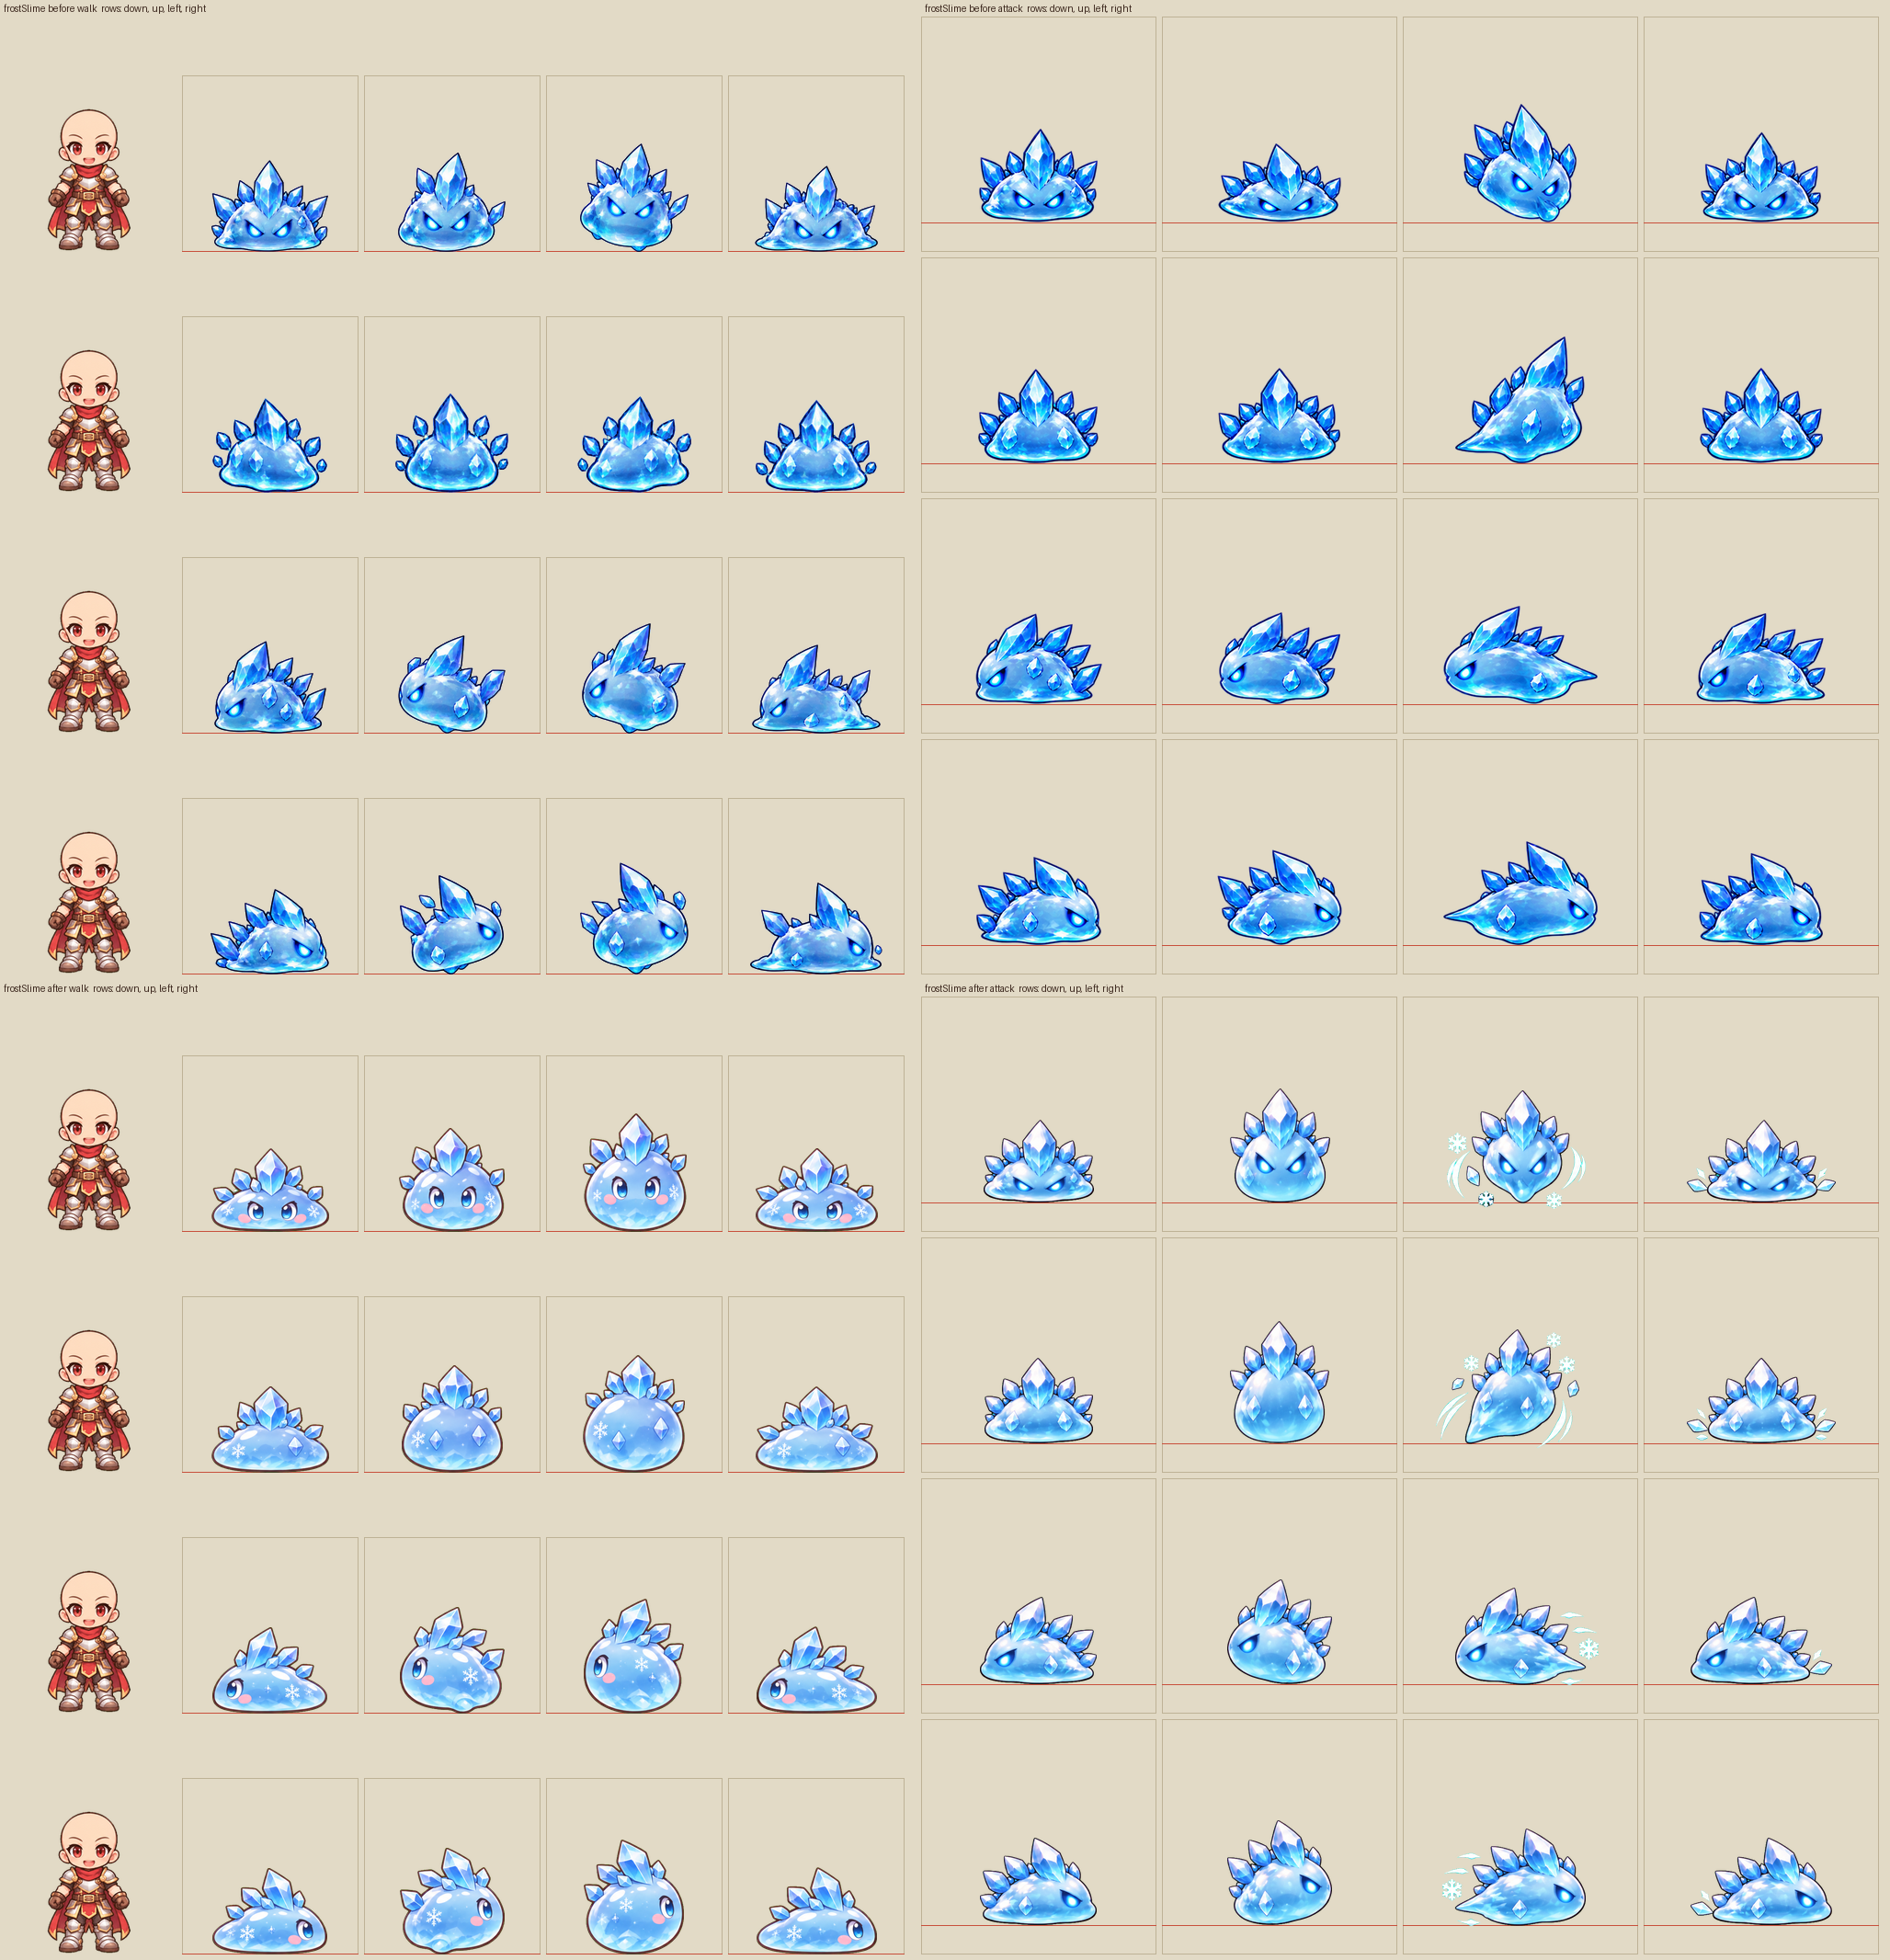 frostSlime before walk rows: down, up, left, right
frostSlime before attack rows: down, up, left, right
frostSlime after walk rows: down, up, left, right
frostSlime after attack rows: down, up, left, right